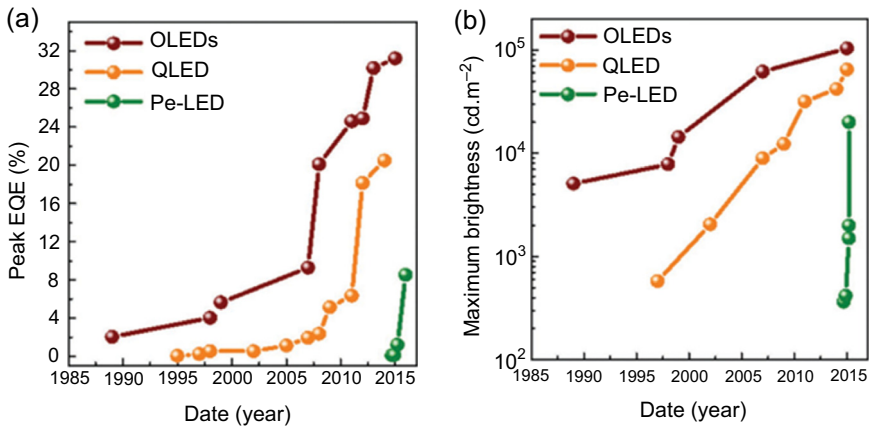 (a)
OLEDs
QLED
Pe-LED
Peak EQE (%)
32
28
24
20
16
12
8
4
0
1985 1990 1995 2000 2005 2010 2015
Date (year)
(b)
OLEDs
QLED
Pe-LED
Maximum brightness (cd.m⁻²)
10⁵
10⁴
10³
10²
1985 1990 1995 2000 2005 2010 2015
Date (year)